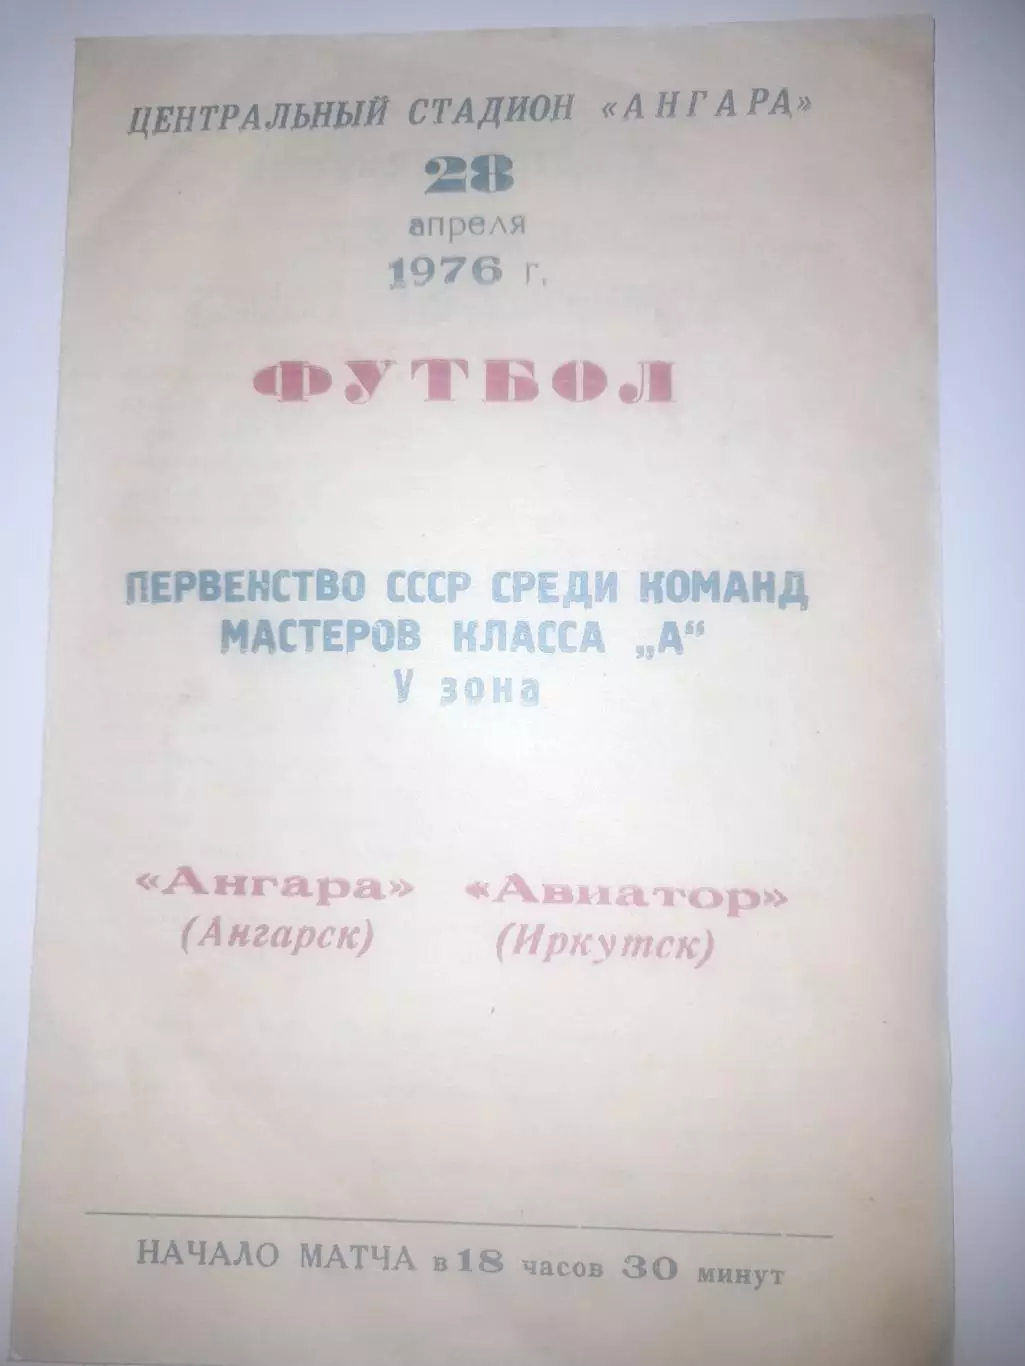 ЦЕНТРАЛЬНЫЙ СТАДИОН «АНГАРА»
28
апреля
1976 г.
ФУТБОЛ
ПЕРВЕНСТВО СССР СРЕДИ КОМАНД
МАСТЕРОВ КЛАССА „А“
V зона
«Ангара» «Авиатор»
(Ангарск) (Иркутск)
НАЧАЛО МАТЧА в 18 часов 30 минут